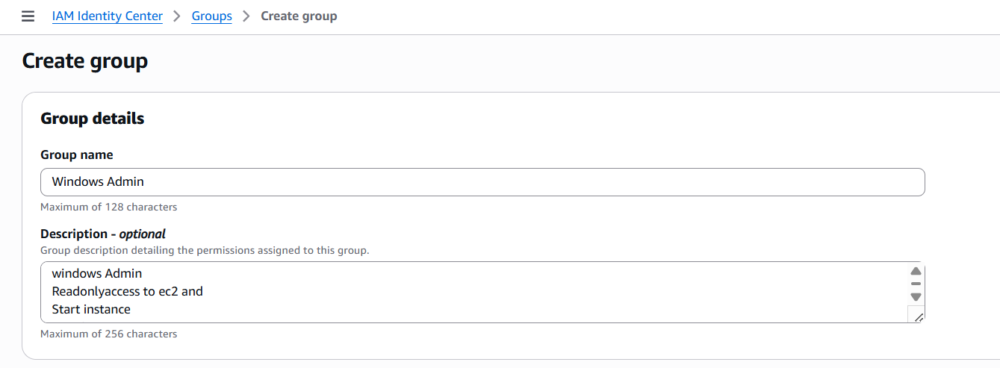 IAM Identity Center > Groups > Create group
Create group
Group details
Group name
Windows Admin
Maximum of 128 characters
Description - optional
Group description detailing the permissions assigned to this group.
windows Admin
Readonlyaccess to ec2 and
Start instance
Maximum of 256 characters